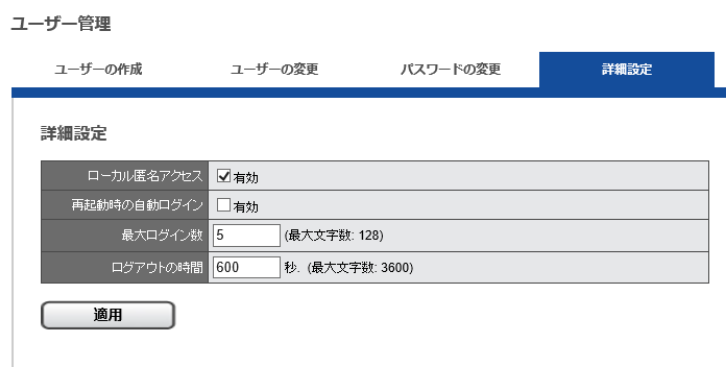 ユーザー管理
ユーザーの作成 ユーザーの変更 パスワードの変更 詳細設定
詳細設定
ローカル匿名アクセス 有効
再起動時の自動ログイン 有効
最大ログイン数 5 (最大文字数: 128)
ログアウトの時間 600 秒. (最大文字数: 3600)
適用